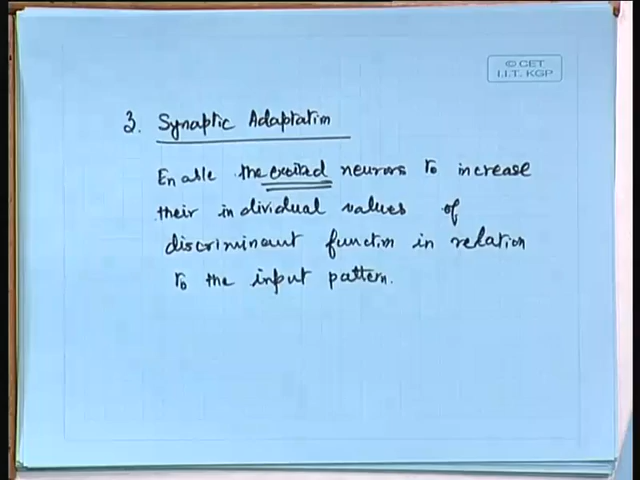 © CET
I.I.T. KGP
3. Synaptic Adaptation
Enable the excited neurons to increase
their individual values of
discriminant function in relation
to the input pattern.